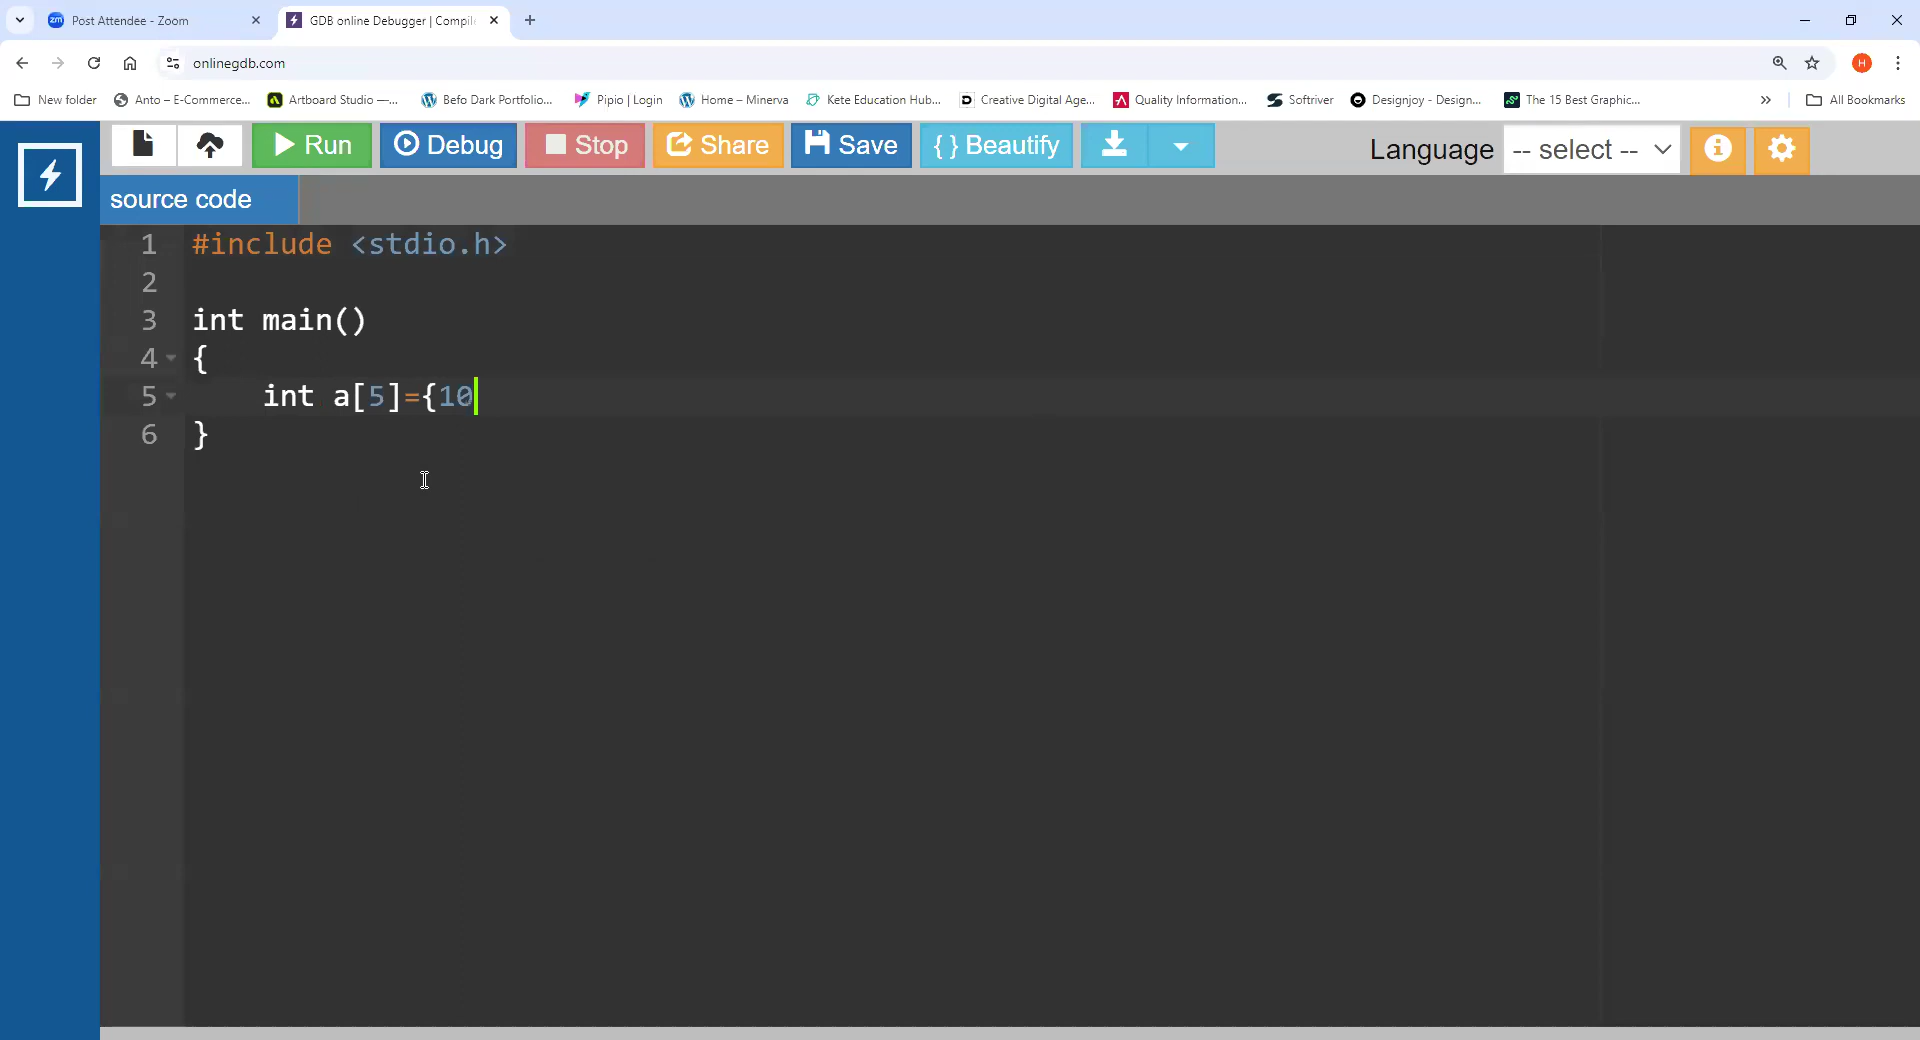 Post Attendee - Zoom
GDB online Debugger | Compil
onlinegdb.com
New folder
Anto – E-Commerce...
Artboard Studio —...
Befo Dark Portfolio...
Pipio | Login
Home – Minerva
Kete Education Hub...
Creative Digital Age...
Quality Information...
Softriver
Designjoy - Design...
The 15 Best Graphic...
All Bookmarks
Run
Debug
Stop
Share
Save
{ } Beautify
Language
-- select --
source code
1 #include <stdio.h>
2
3 int main()
4 {
5 int a[5]={10
6 }